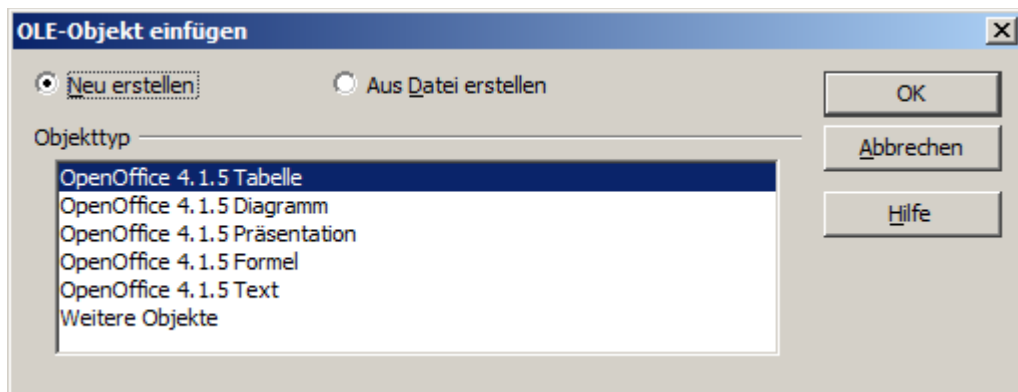 OLE-Objekt einfügen
Neu erstellen
Aus Datei erstellen
OK
Objekttyp
Abbrechen
OpenOffice 4.1.5 Tabelle
OpenOffice 4.1.5 Diagramm
Hilfe
OpenOffice 4.1.5 Präsentation
OpenOffice 4.1.5 Formel
OpenOffice 4.1.5 Text
Weitere Objekte